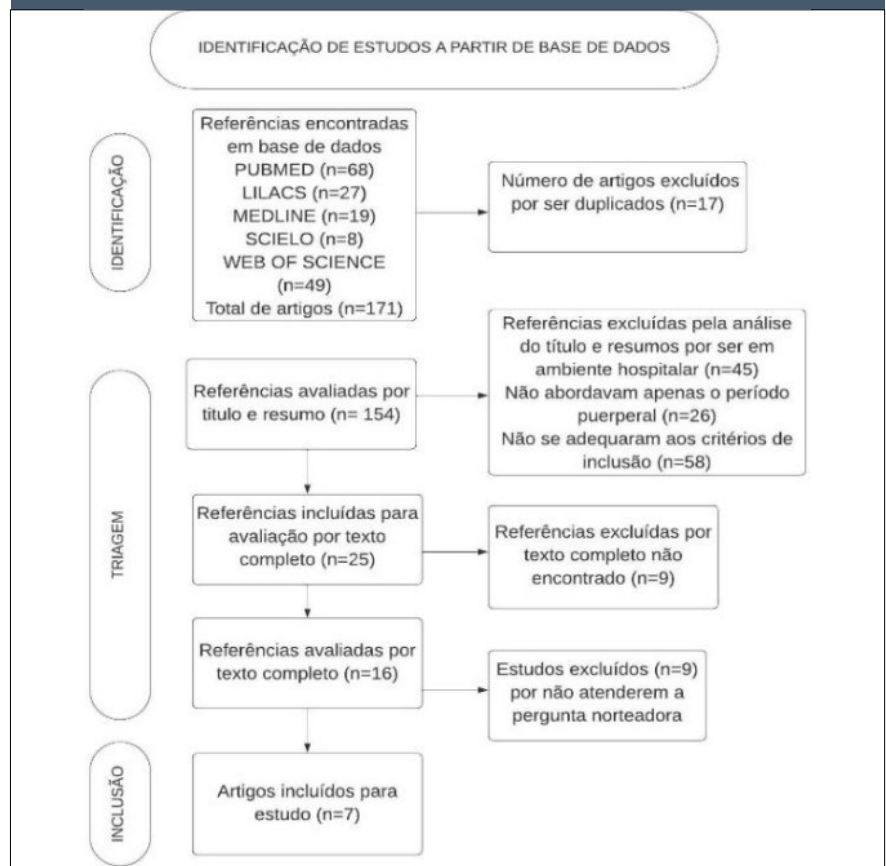 IDENTIFICAÇÃO DE ESTUDOS A PARTIR DE BASE DE DADOS
IDENTIFICAÇÃO
Referências encontradas
em base de dados
PUBMED (n=68)
LILACS (n=27)
MEDLINE (n=19)
SCIELO (n=8)
WEB OF SCIENCE
(n=49)
Total de artigos (n=171)
Número de artigos excluídos
por ser duplicados (n=17)
TRIAGEM
Referências avaliadas por
titulo e resumo (n= 154)
Referências excluídas pela análise
do título e resumos por ser em
ambiente hospitalar (n=45)
Não abordavam apenas o período
puerperal (n=26)
Não se adequaram aos critérios de
inclusão (n=58)
Referências incluídas para
avaliação por texto
completo (n=25)
Referências excluídas por
texto completo não
encontrado (n=9)
Referências avaliadas por
texto completo (n=16)
Estudos excluídos (n=9)
por não atenderem a
pergunta norteadora
INCLUSÃO
Artigos incluídos para
estudo (n=7)